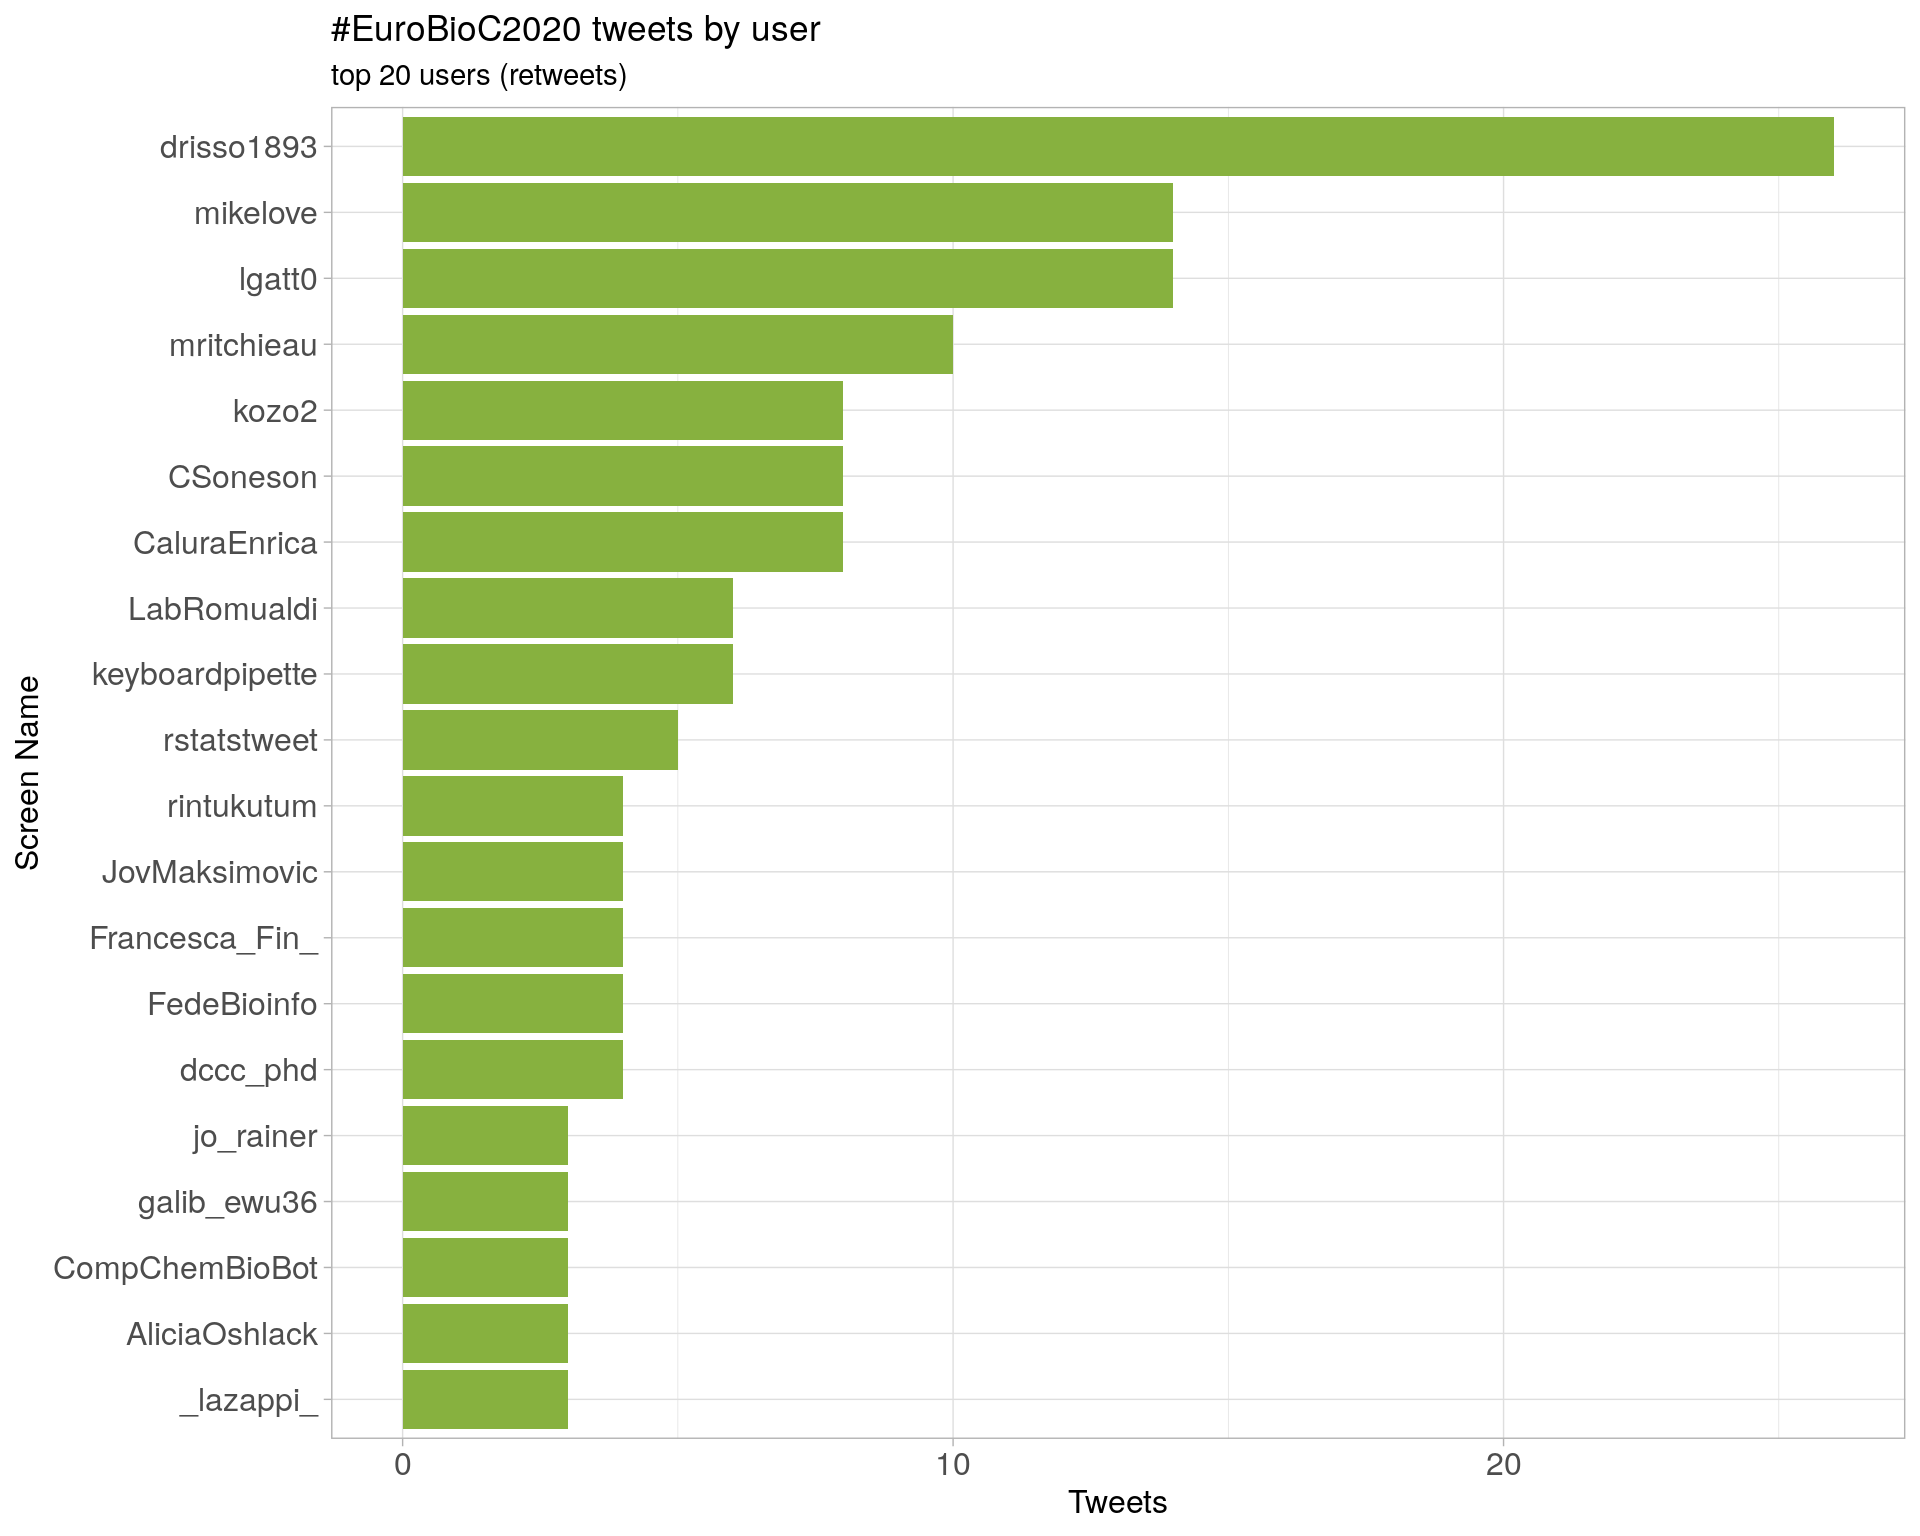 #EuroBioC2020 tweets by user
top 20 users (retweets)
drisso1893
mikelove
lgatt0
mritchieau
kozo2
CSoneson
CaluraEnrica
LabRomualdi
keyboardpipette
rstatstweet
rintukutum
JovMaksimovic
Francesca_Fin_
FedeBioinfo
dccc_phd
jo_rainer
galib_ewu36
CompChemBioBot
AliciaOshlack
_lazappi_
Screen Name
0 10 20
Tweets